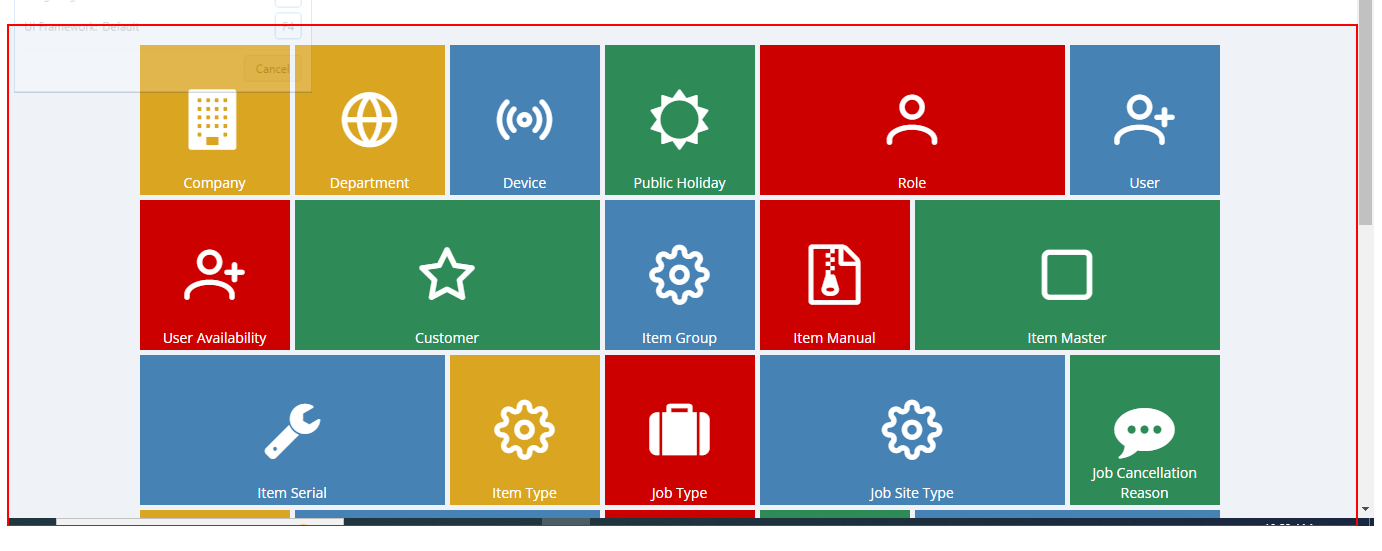 UI Framework: Default
74
Cancel
Company
Department
Device
Public Holiday
Role
User
User Availability
Customer
Item Group
Item Manual
Item Master
Item Serial
Item Type
Job Type
Job Site Type
Job Cancellation
Reason